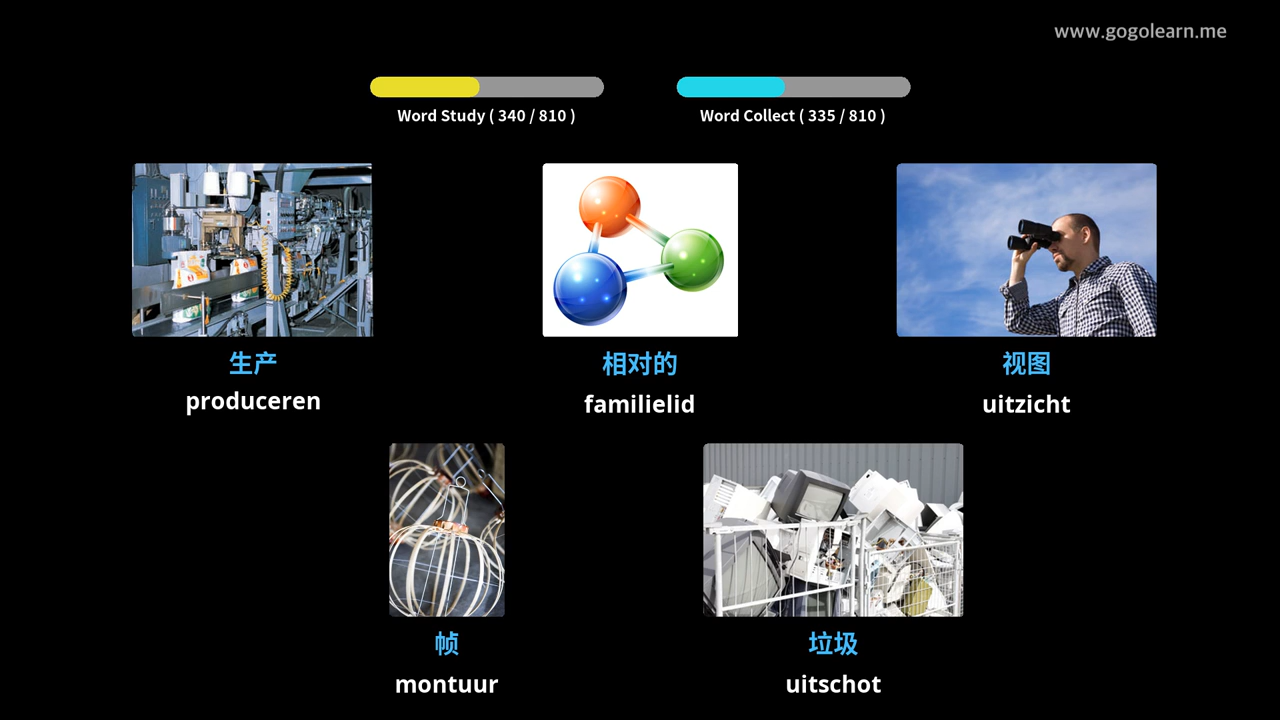 www.gogolearn.me
Word Study ( 340 / 810 )
Word Collect ( 335 / 810 )
生产
相对的
视图
produceren
familielid
uitzicht
帧
垃圾
montuur
uitschot